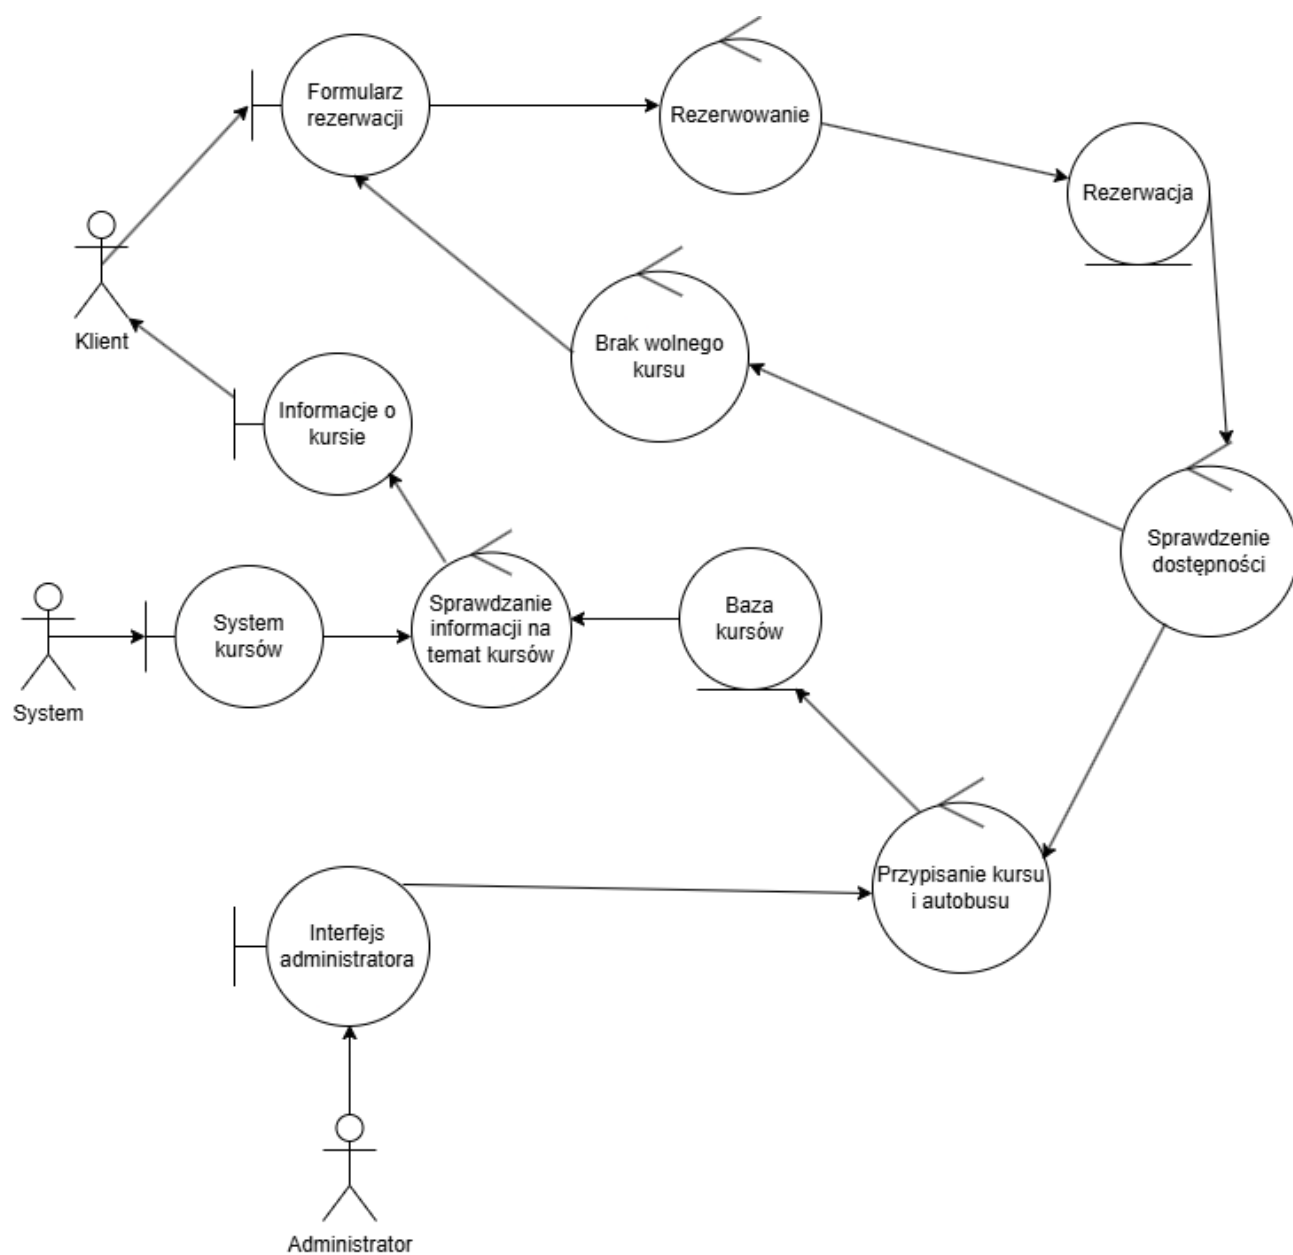 Formularz
rezerwacji
Rezerwowanie
Rezerwacja
Klient
Brak wolnego
kursu
Informacje o
kursie
Sprawdzenie
dostępności
System
System
kursów
Sprawdzanie
informacji na
temat kursów
Baza
kursów
Przypisanie kursu
i autobusu
Interfejs
administratora
Administrator